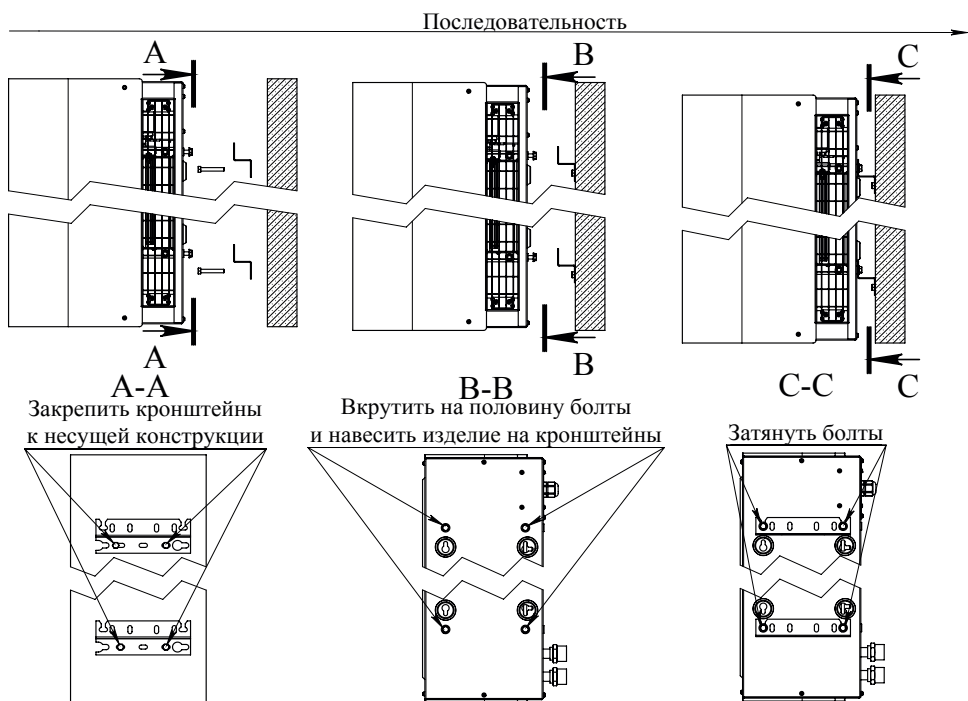 Последовательность
A
B
C
A
B
C
A-A
B-B
C-C
Закрепить кронштейны
к несущей конструкции
Вкрутить на половину болты
и навесить изделие на кронштейны
Затянуть болты